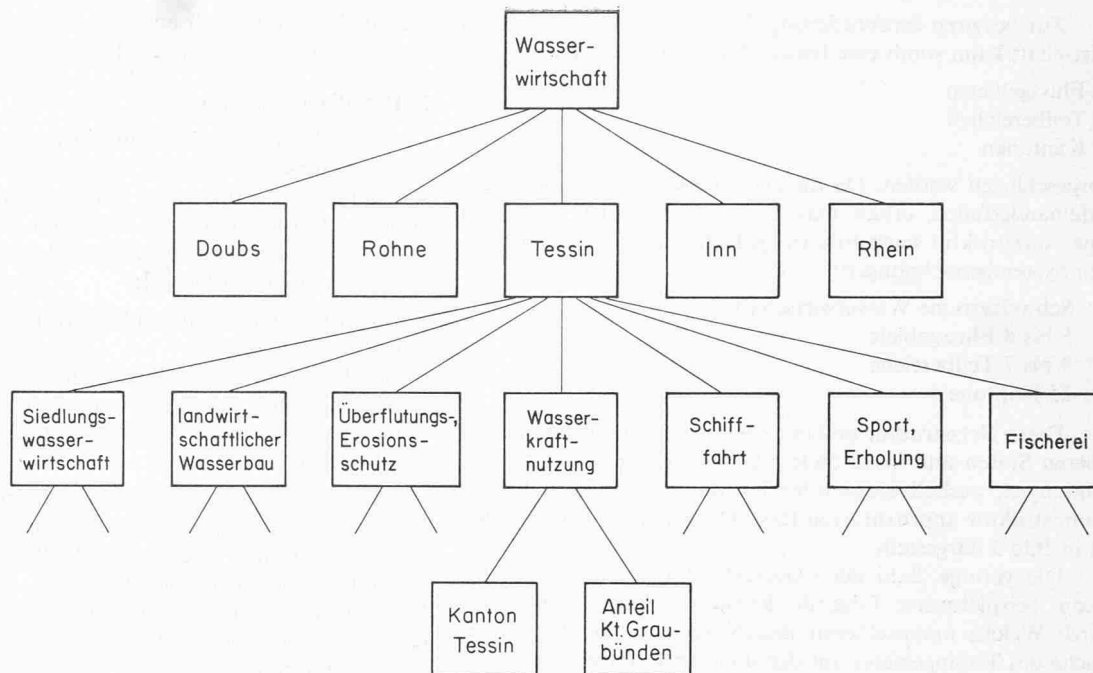 Wasser-
wirtschaft
Doubs
Rohne
Tessin
Inn
Rhein
Siedlungs-
wasser-
wirtschaft
landwirt-
schaftlicher
Wasserbau
Überflutungs-,
Erosions-
schutz
Wasser-
kraft-
nutzung
Schiff-
fahrt
Sport,
Erholung
Fischerei
Kanton
Tessin
Anteil
Kt. Grau-
bünden